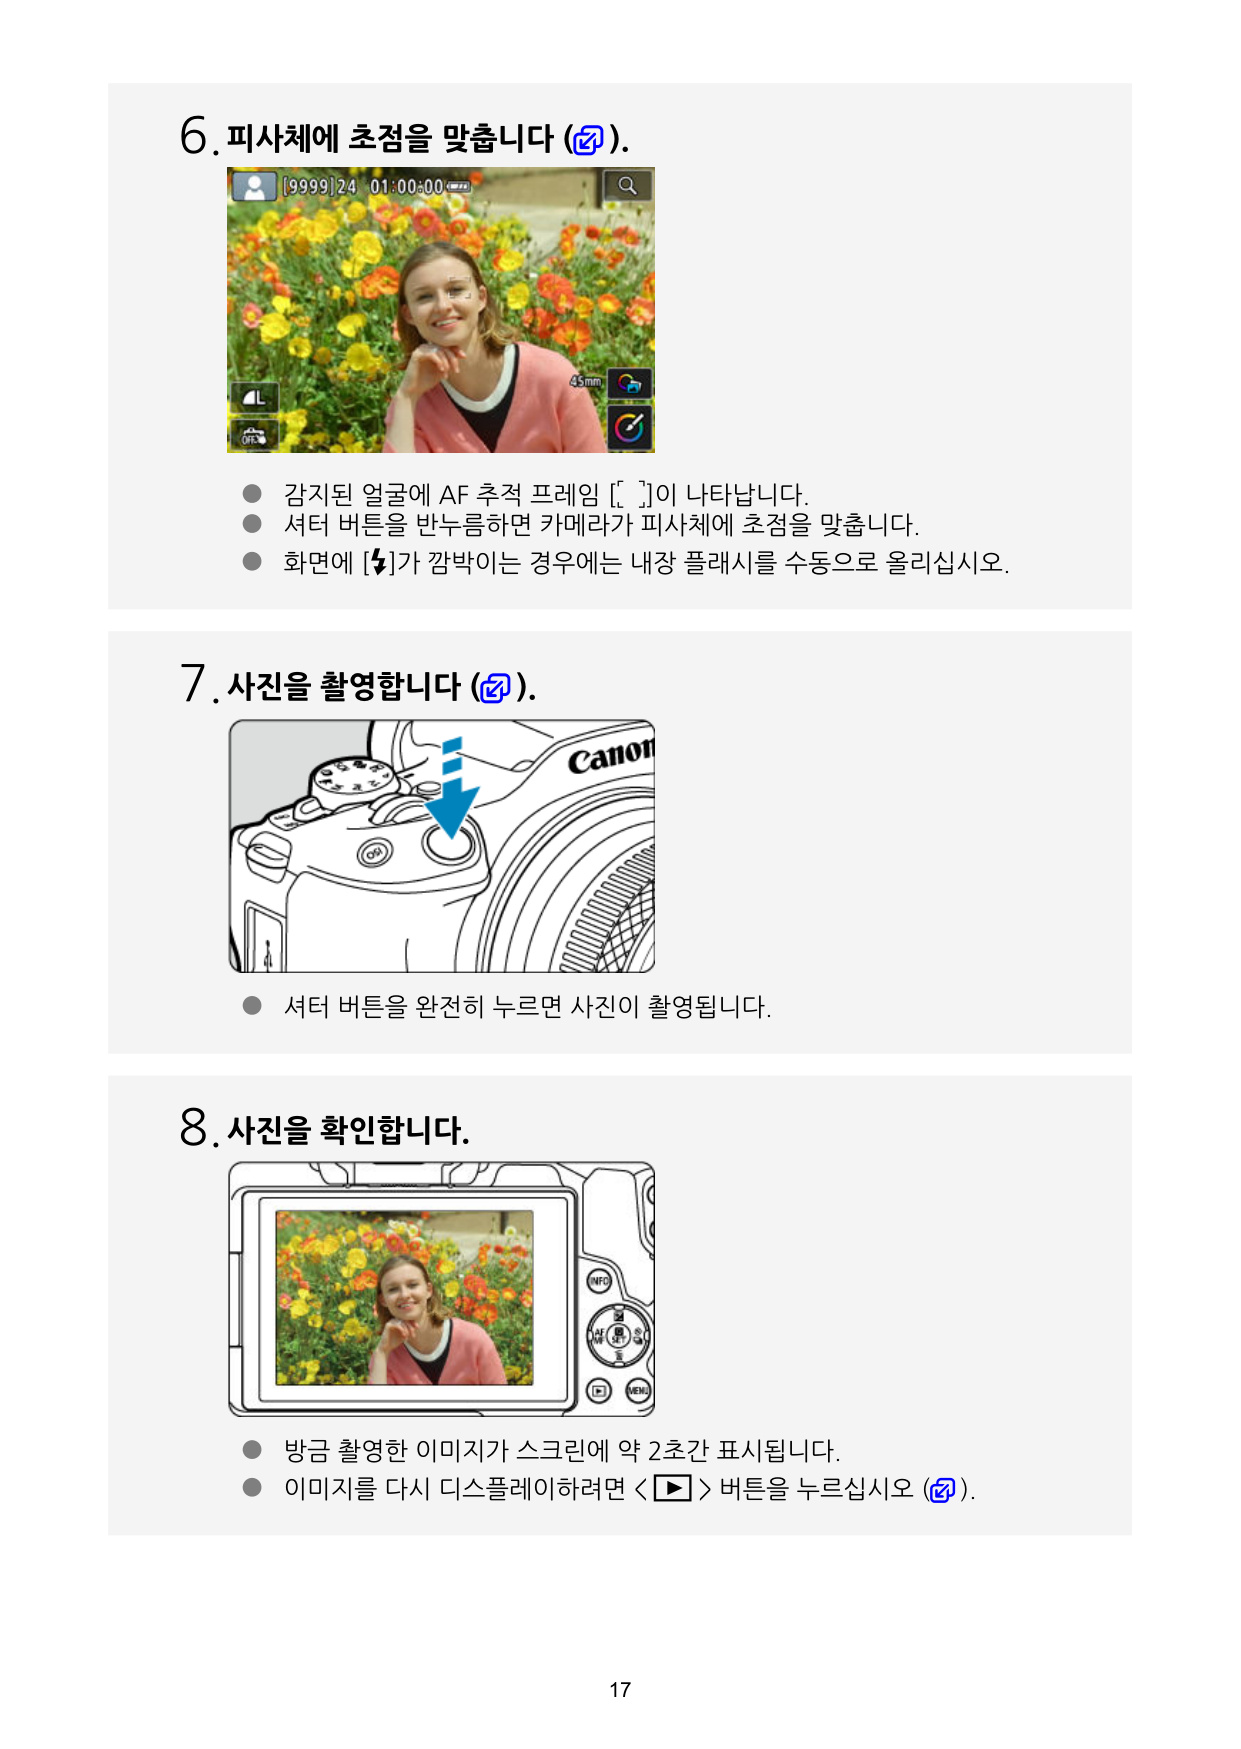 6. 피사체에 초점을 맞춥니다 ( ).
[9999]24 01:00:00
45mm
L
OFF
● 감지된 얼굴에 AF 추적 프레임 [ ]이 나타납니다.
● 셔터 버튼을 반누름하면 카메라가 피사체에 초점을 맞춥니다.
● 화면에 [ ]가 깜박이는 경우에는 내장 플래시를 수동으로 올리십시오.
7. 사진을 촬영합니다 ( ).
Canon
ISO
● 셔터 버튼을 완전히 누르면 사진이 촬영됩니다.
8. 사진을 확인합니다.
INFO
AF
MF
SET
MENU
● 방금 촬영한 이미지가 스크린에 약 2초간 표시됩니다.
● 이미지를 다시 디스플레이하려면 < ▶ > 버튼을 누르십시오 ( ).
17